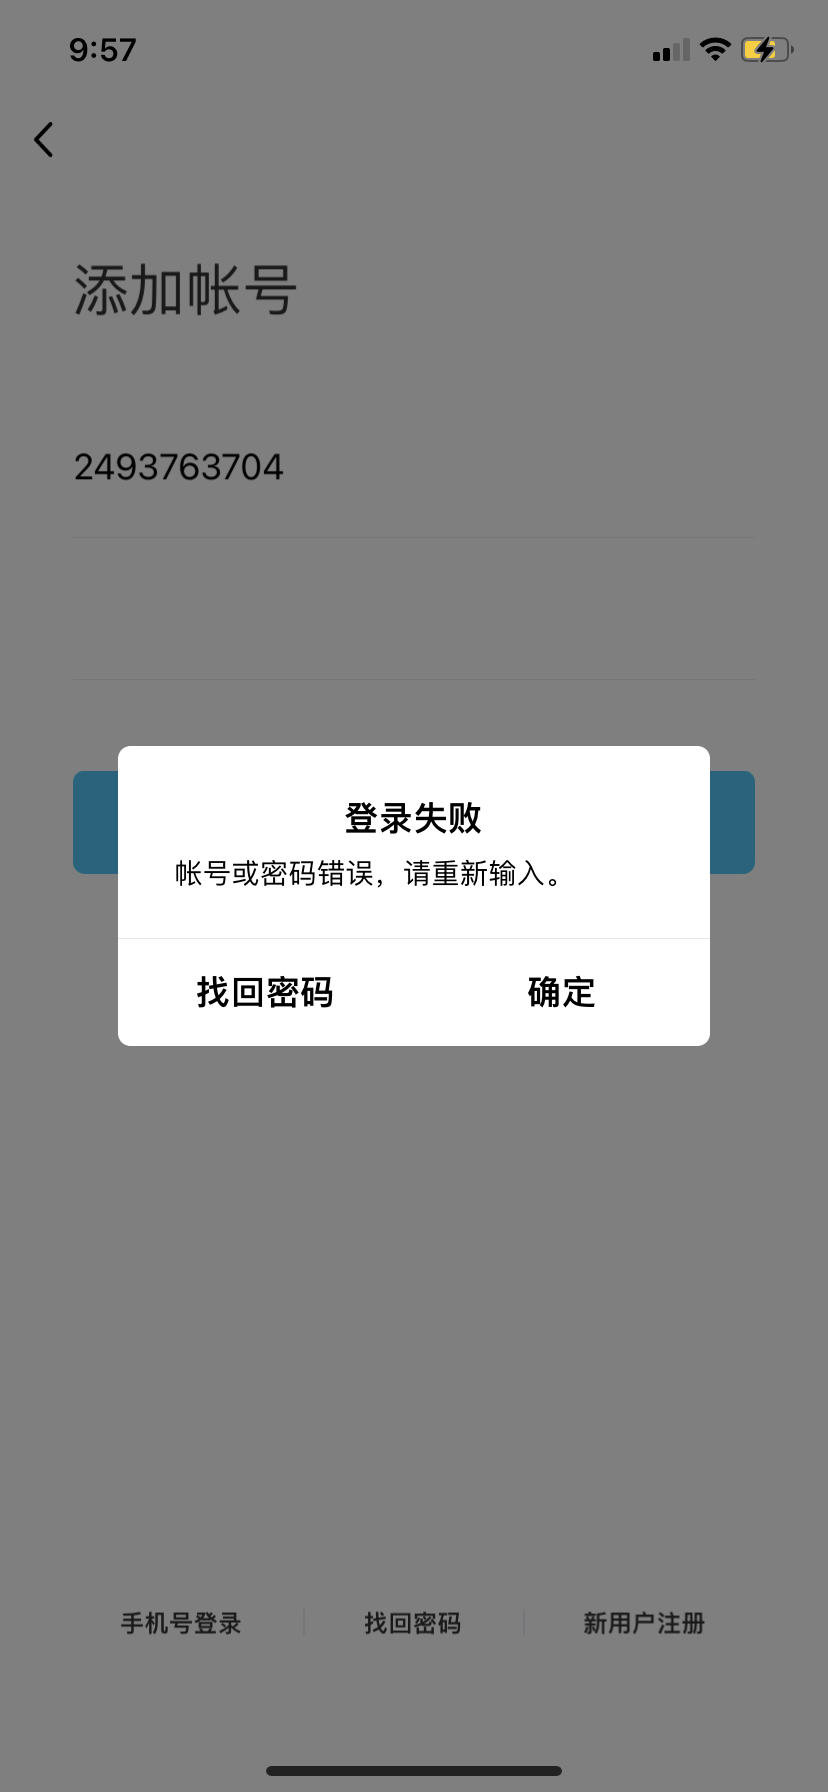 9:57
添加帐号
2493763704
登录失败
帐号或密码错误，请重新输入。
找回密码 确定
手机号登录 找回密码 新用户注册